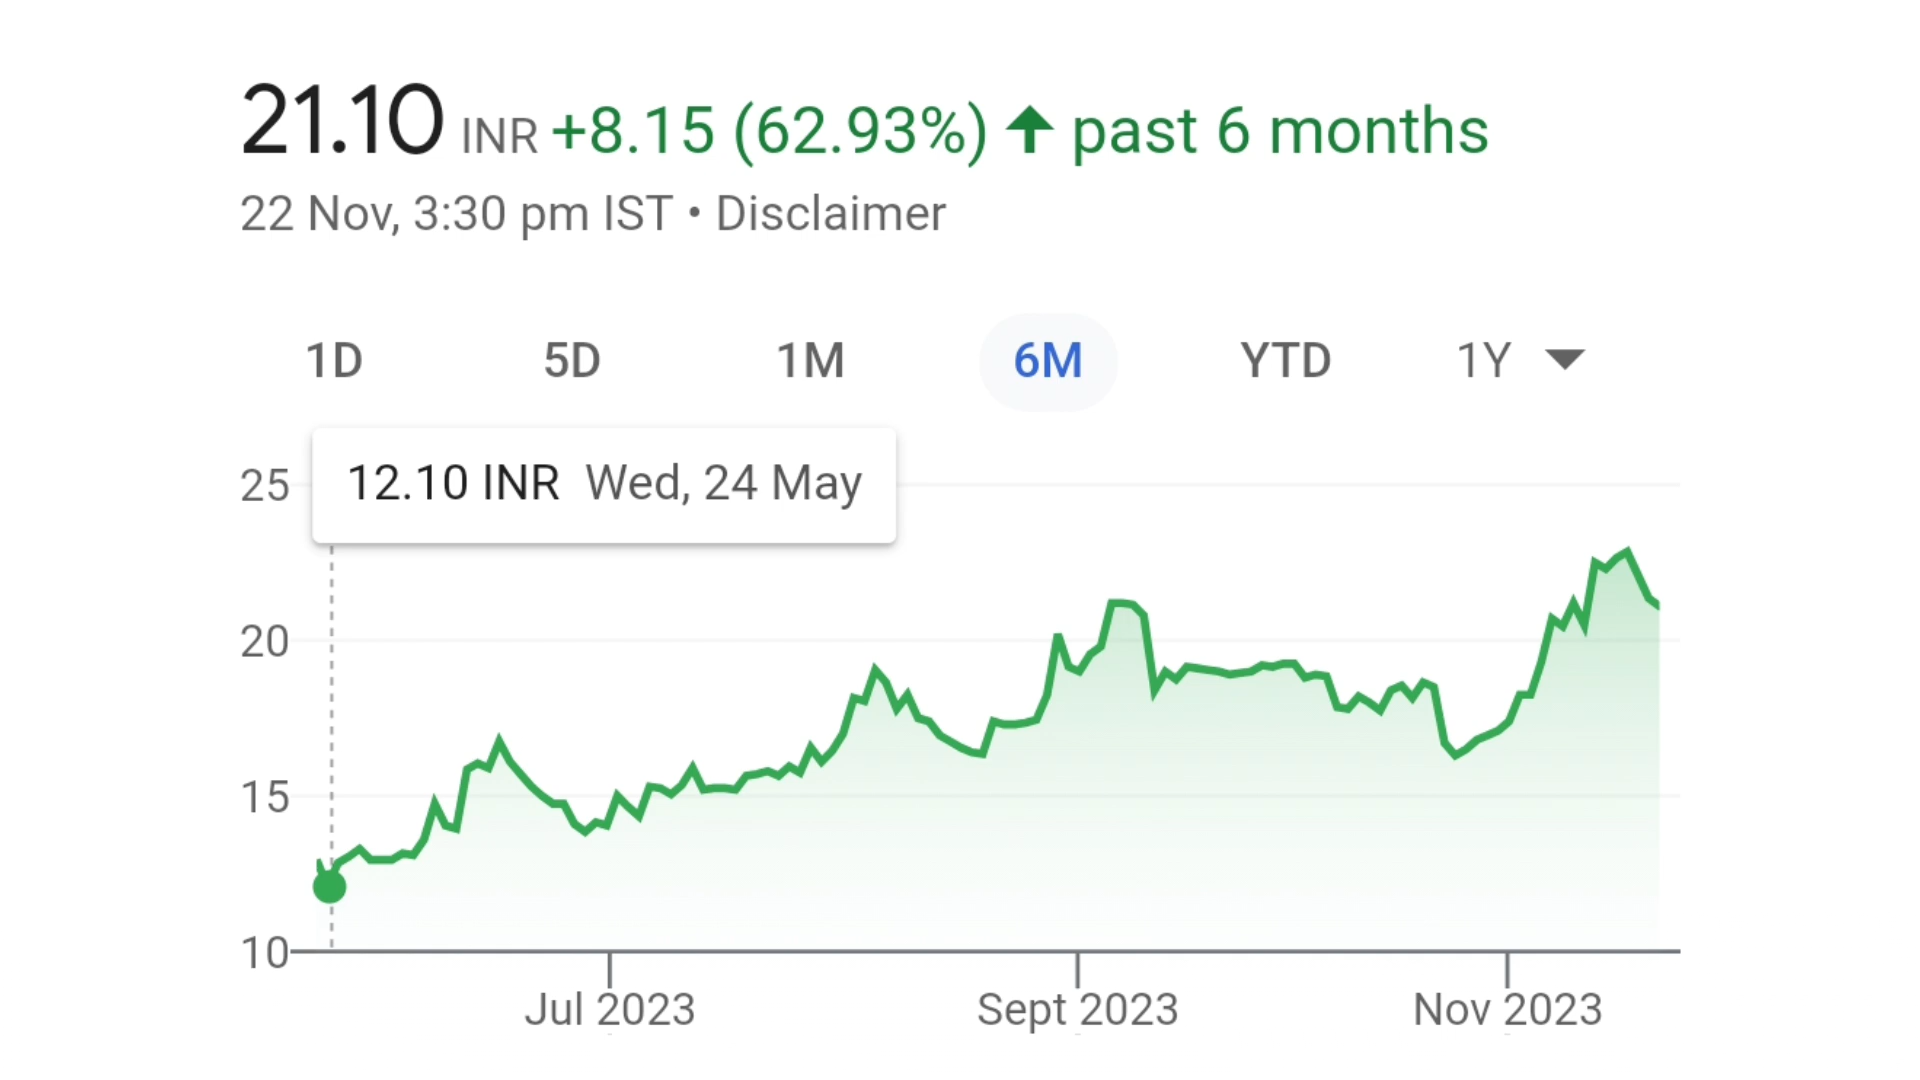 21.10 INR +8.15 (62.93%) ↑ past 6 months
22 Nov, 3:30 pm IST • Disclaimer
1D 5D 1M 6M YTD 1Y
12.10 INR Wed, 24 May
25
20
15
10
Jul 2023 Sept 2023 Nov 2023